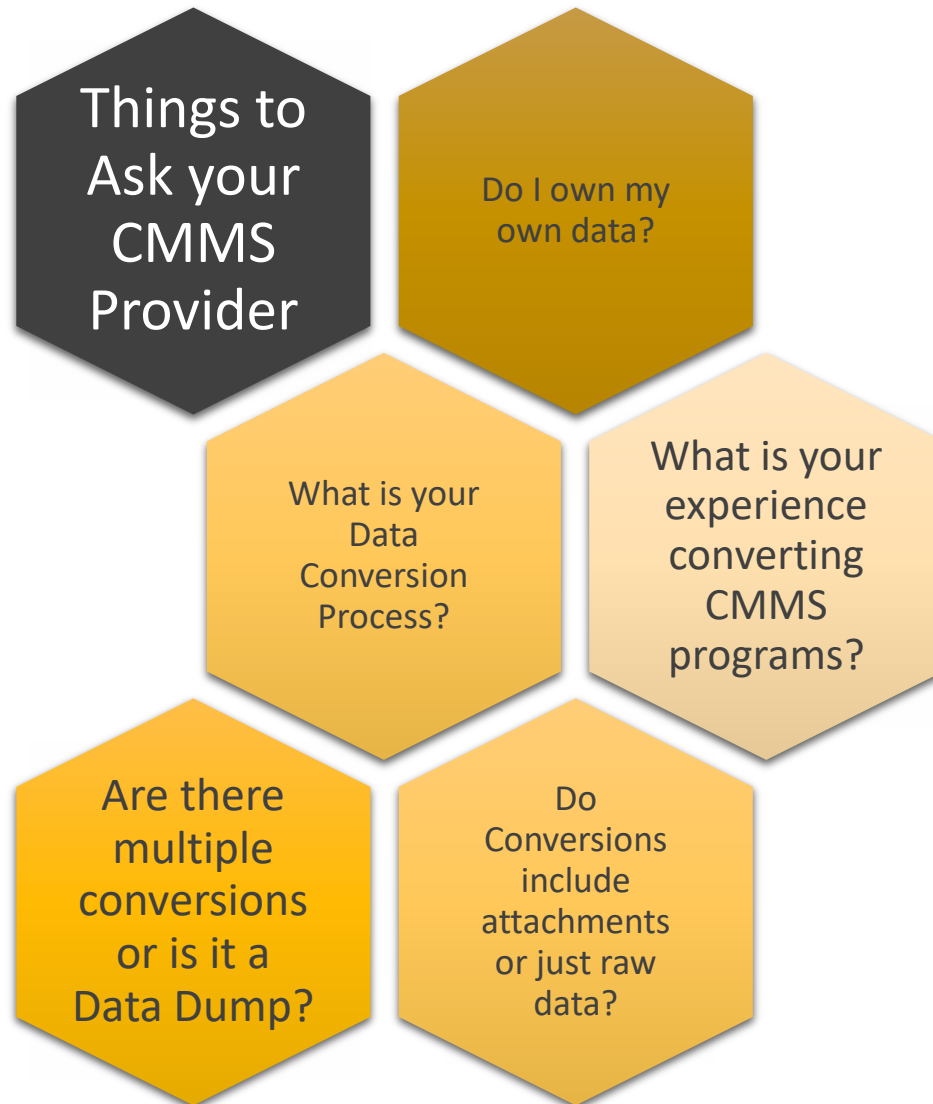 Things to
Ask your
CMMS
Provider
Do I own my
own data?
What is your
Data
Conversion
Process?
What is your
experience
converting
CMMS
programs?
Are there
multiple
conversions
or is it a
Data Dump?
Do
Conversions
include
attachments
or just raw
data?